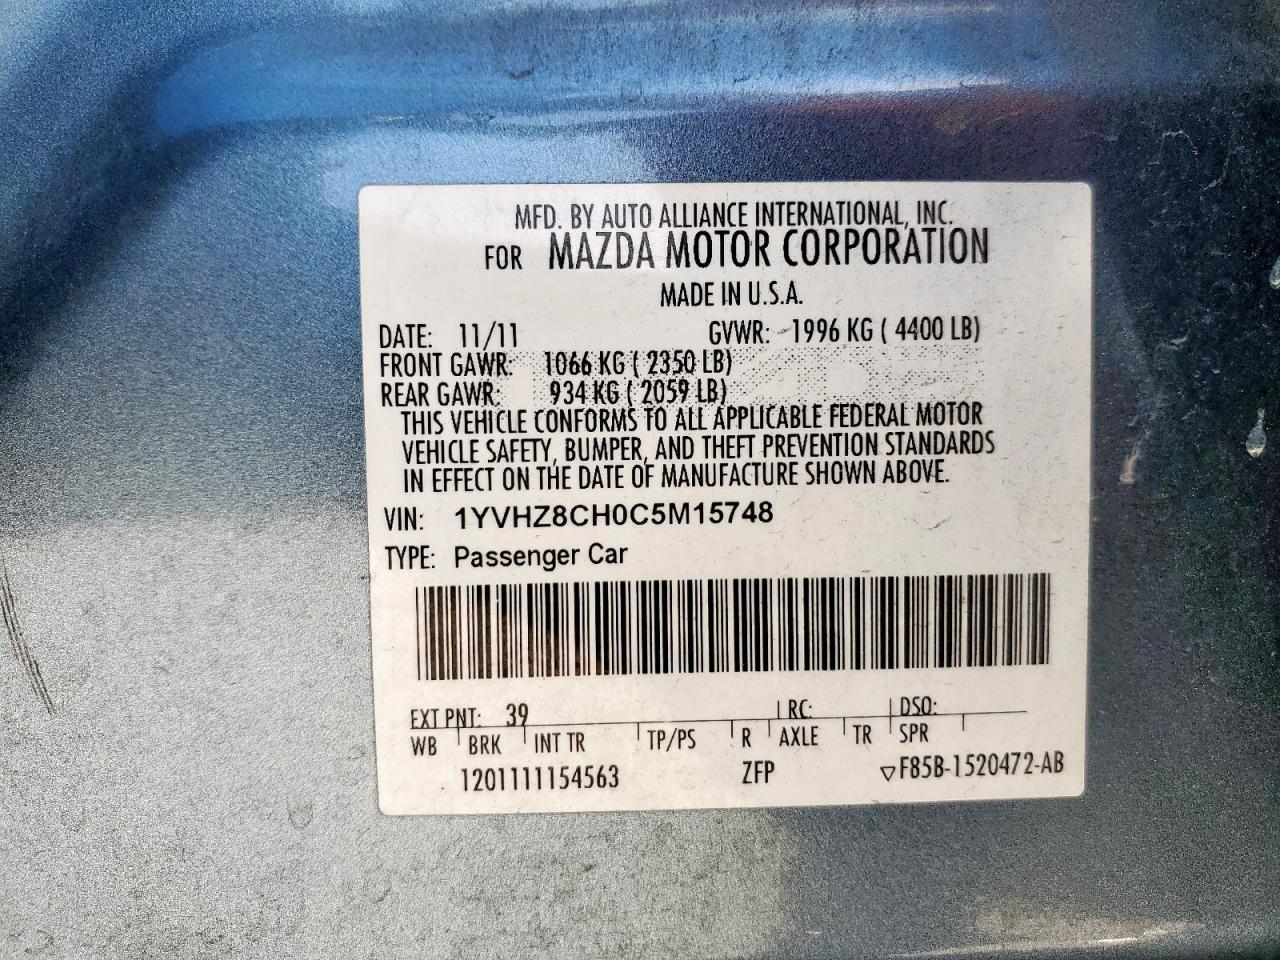 MFD. BY AUTO ALLIANCE INTERNATIONAL, INC.
FOR MAZDA MOTOR CORPORATION
MADE IN U.S.A.
DATE: 11/11 GVWR: 1996 KG ( 4400 LB)
FRONT GAWR: 1066 KG ( 2350 LB)
REAR GAWR: 934 KG ( 2059 LB)
THIS VEHICLE CONFORMS TO ALL APPLICABLE FEDERAL MOTOR
VEHICLE SAFETY, BUMPER, AND THEFT PREVENTION STANDARDS
IN EFFECT ON THE DATE OF MANUFACTURE SHOWN ABOVE.
VIN: 1YVHZ8CH0C5M15748
TYPE: Passenger Car
EXT PNT: 39 RC: DSO:
WB BRK INT TR TP/PS R AXLE TR SPR
1201111154563 ZFP ▽F85B-1520472-AB